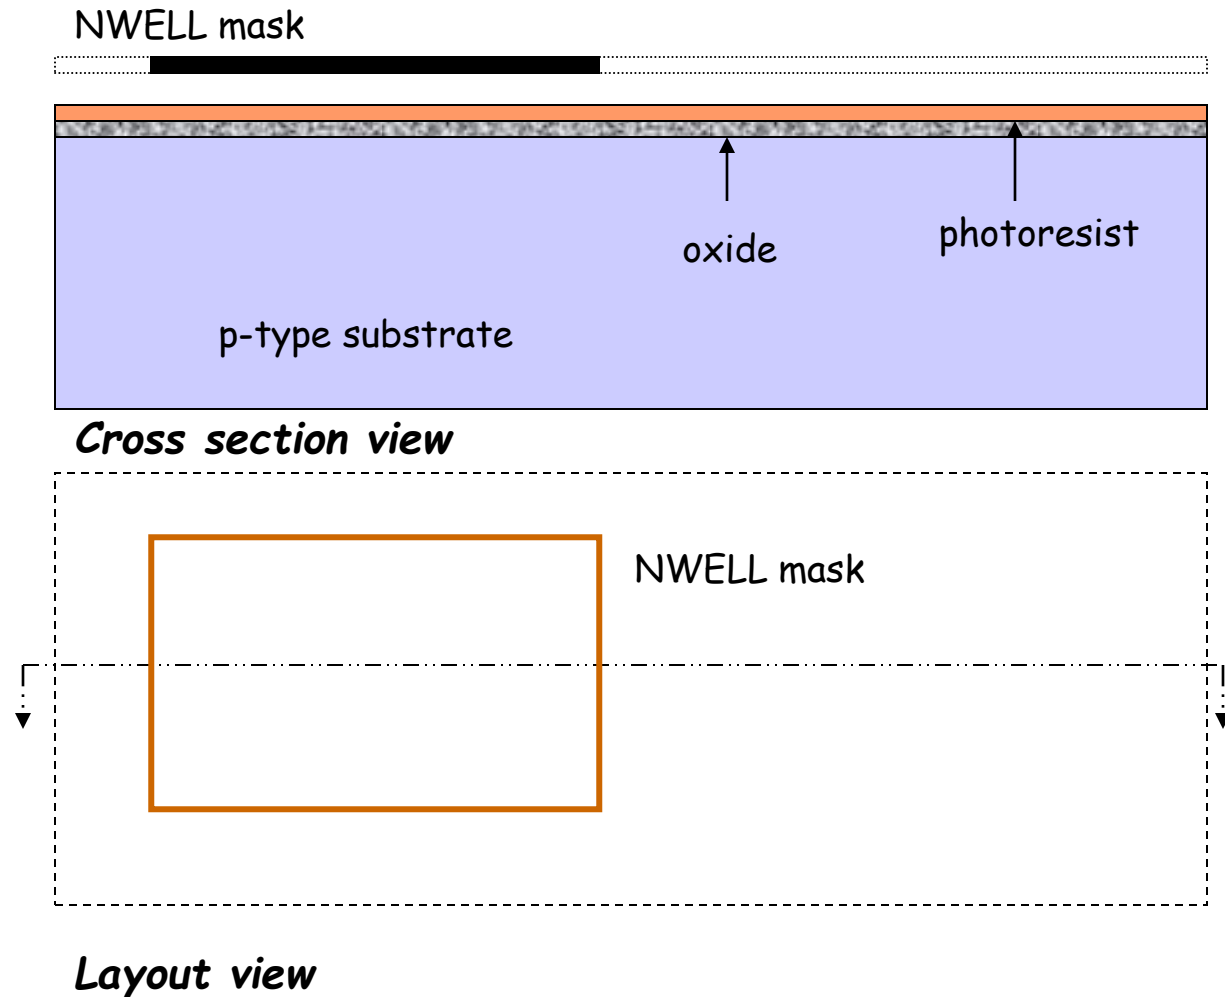 NWELL mask
oxide
photoresist
p-type substrate
Cross section view
NWELL mask
Layout view